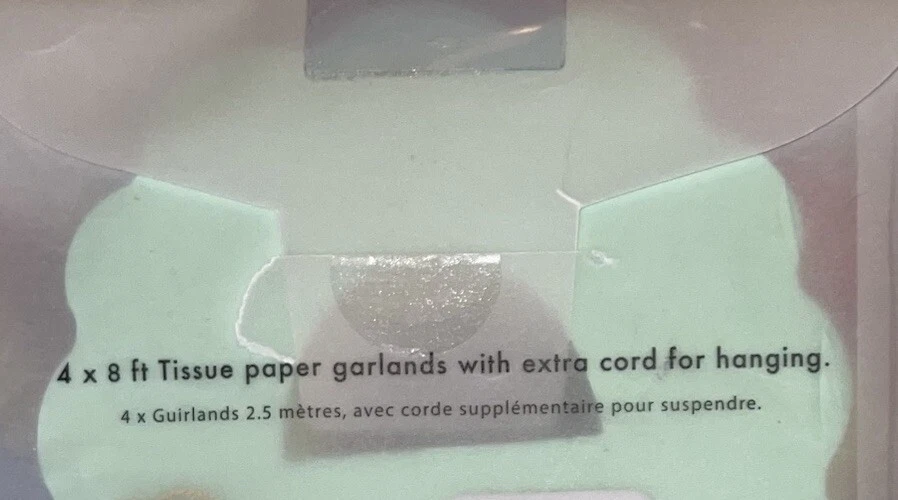 4 x 8 ft Tissue paper garlands with extra cord for hanging.
4 x Guirlands 2.5 mètres, avec corde supplémentaire pour suspendre.